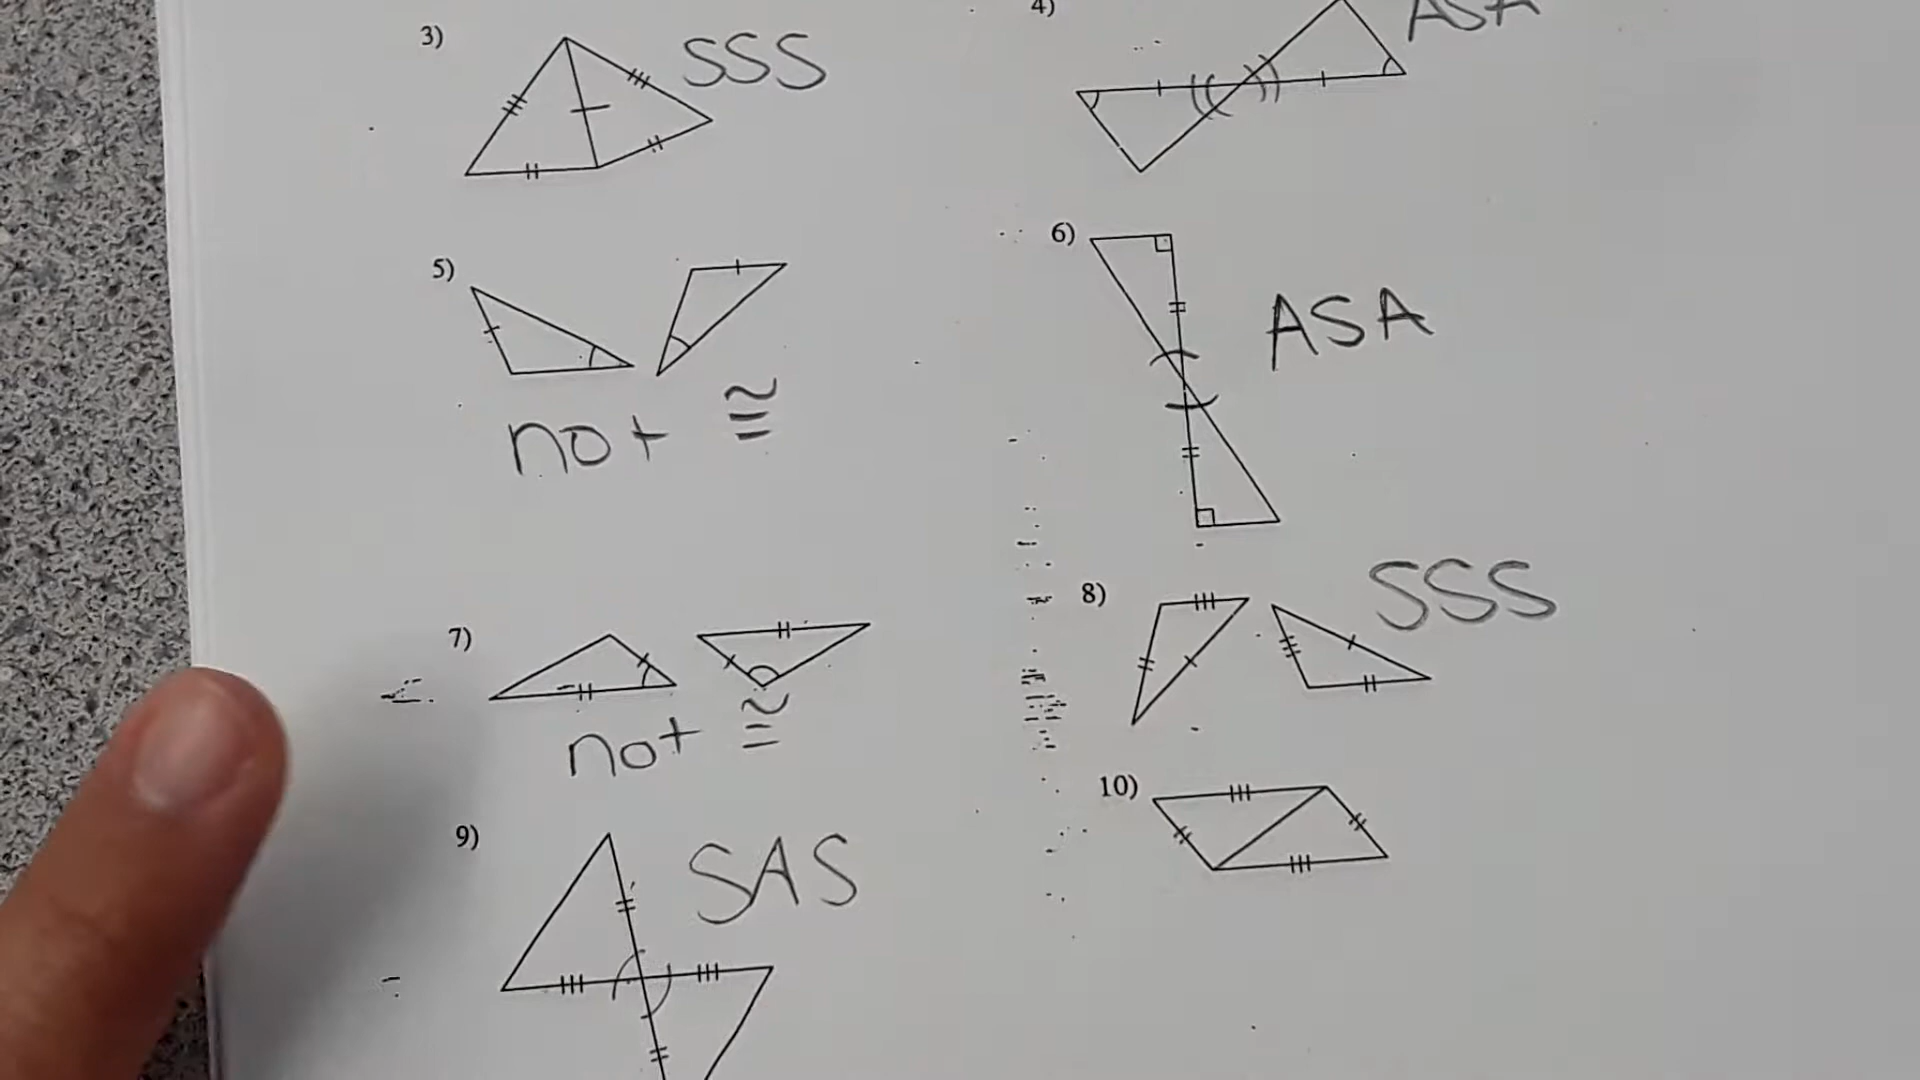 3) SSS
4) ASA
5)
not ≅
6) ASA
7)
not ≅
8) SSS
9) SAS
10)